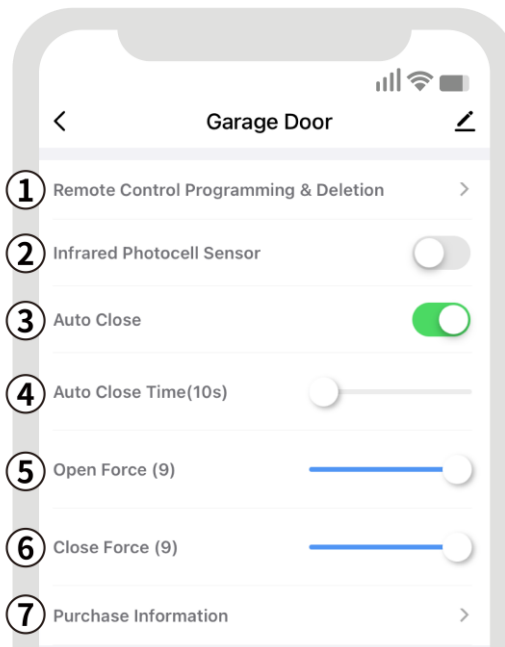 Garage Door
① Remote Control Programming & Deletion
② Infrared Photocell Sensor
③ Auto Close
④ Auto Close Time(10s)
⑤ Open Force (9)
⑥ Close Force (9)
⑦ Purchase Information